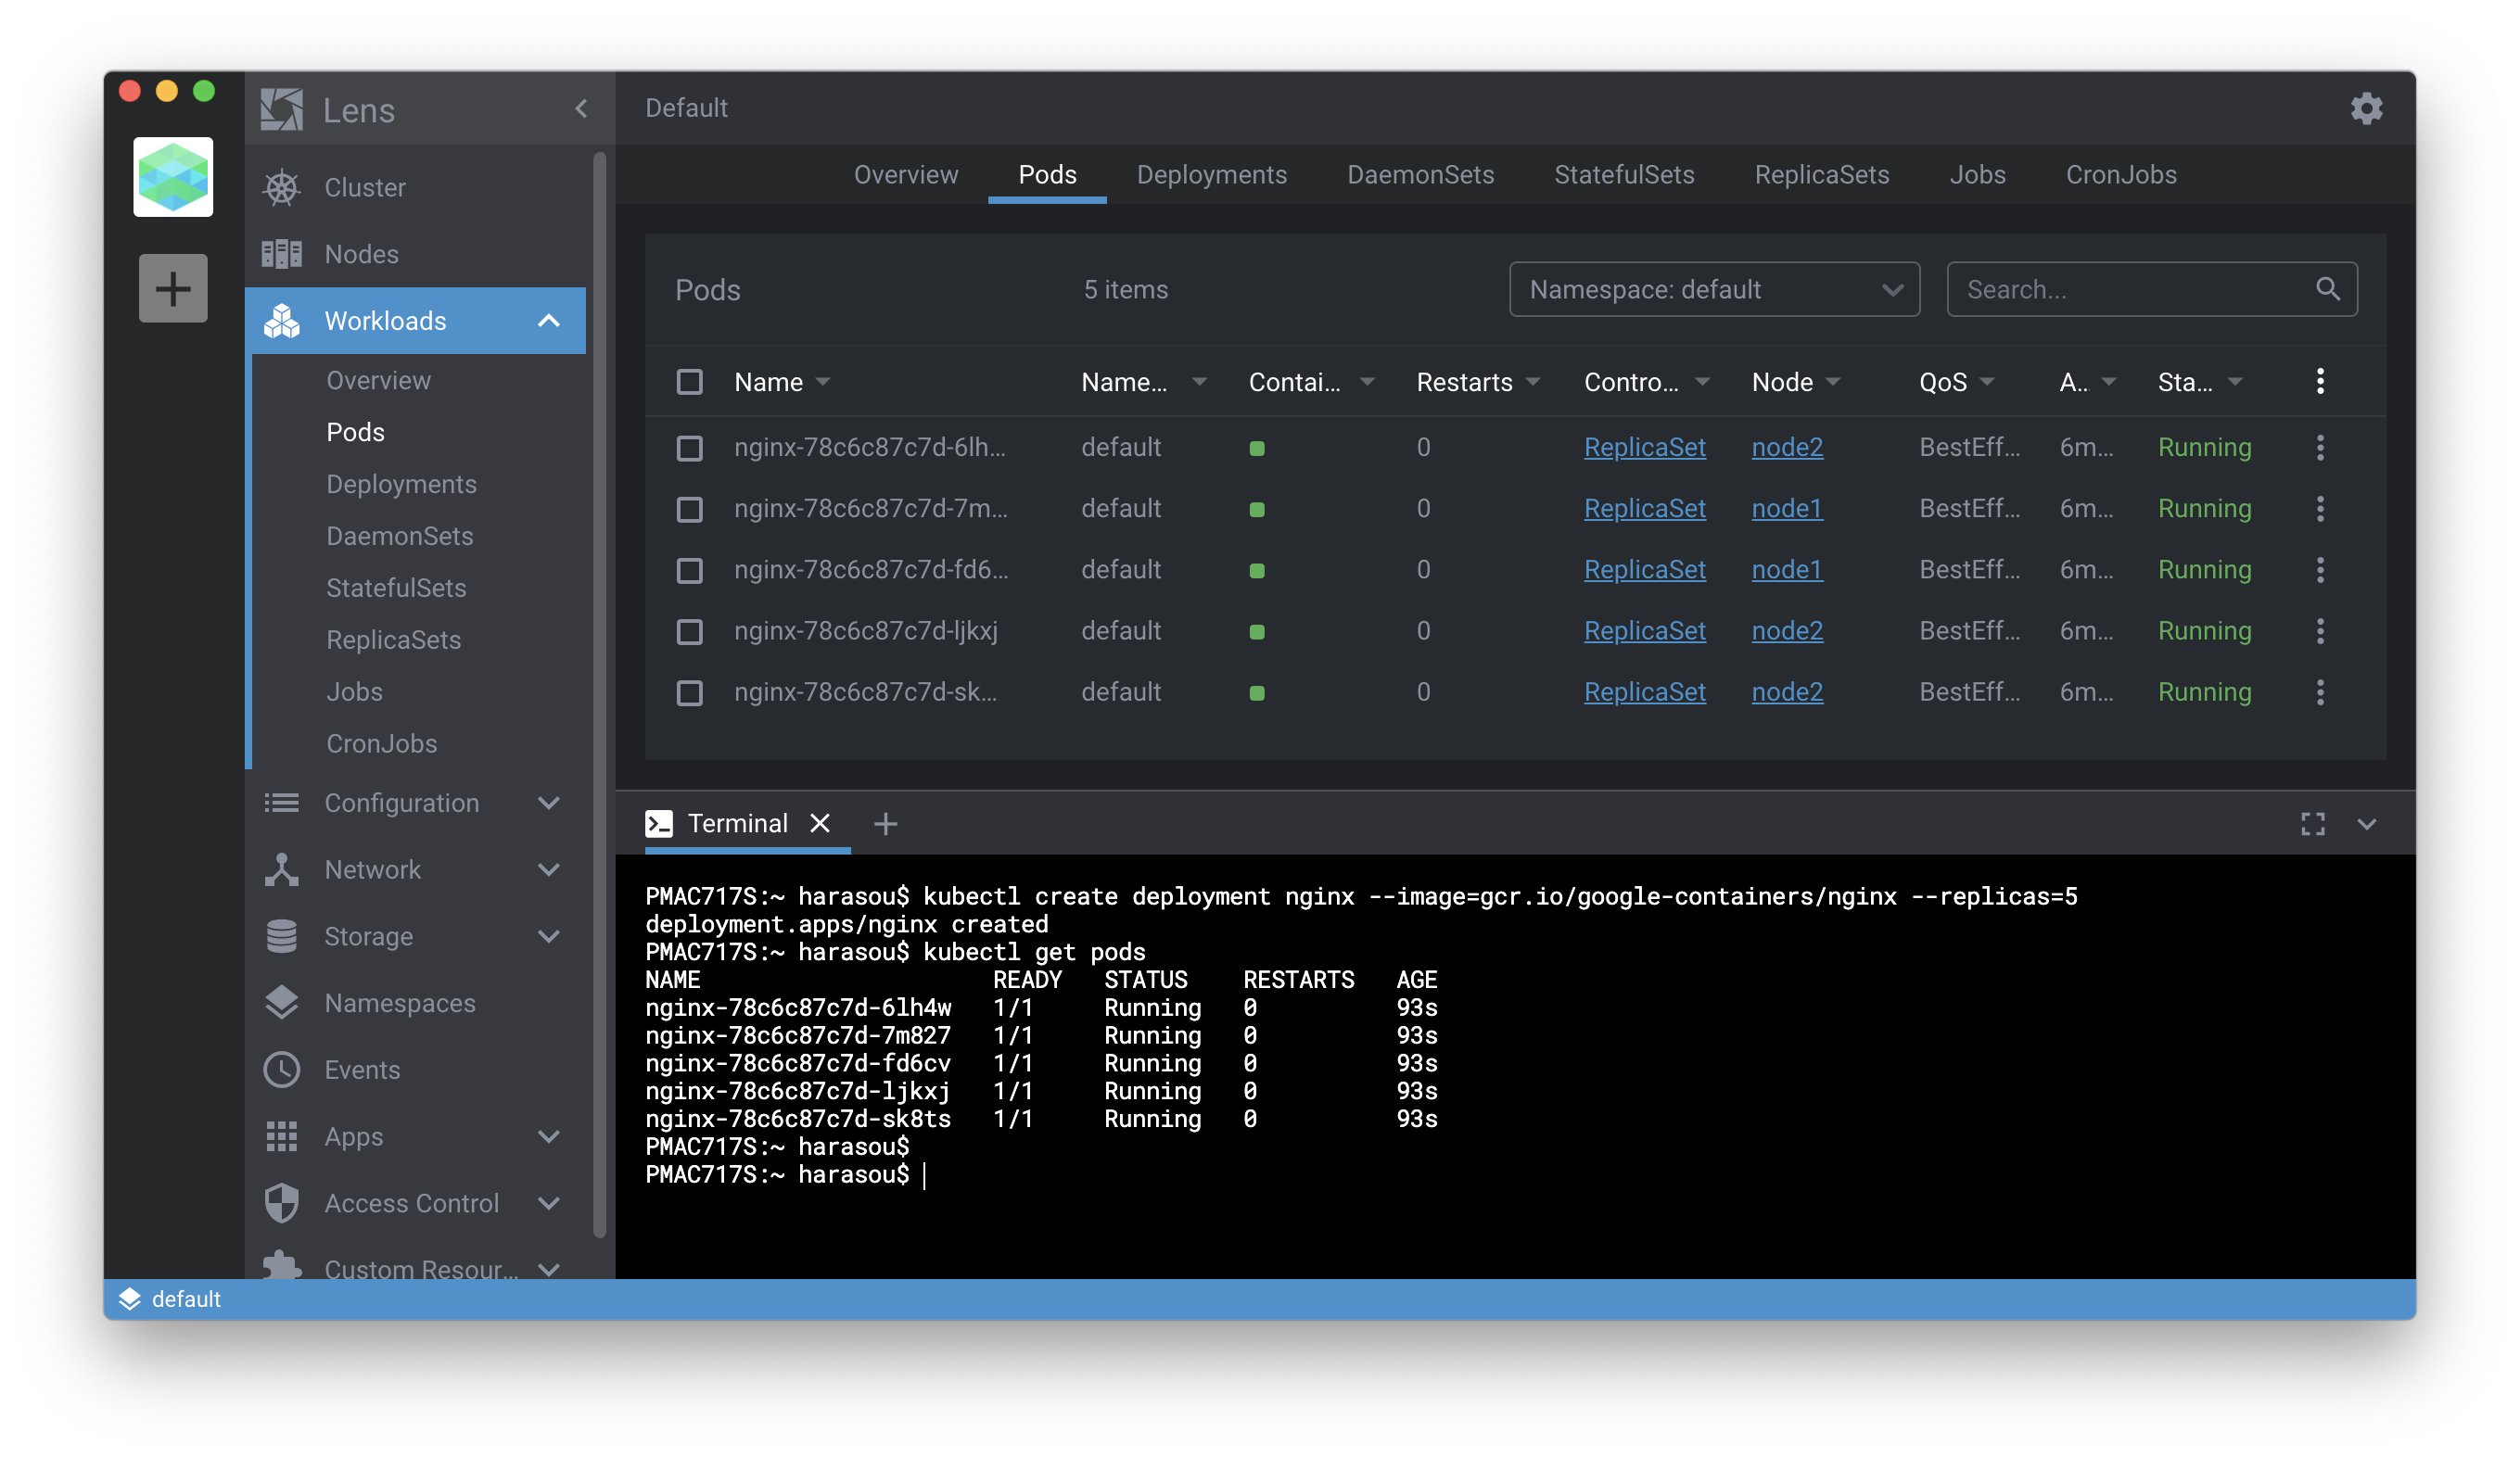 Lens
Default
Cluster
Nodes
Workloads
Overview
Pods
Deployments
DaemonSets
StatefulSets
ReplicaSets
Jobs
CronJobs
Configuration
Network
Storage
Namespaces
Events
Apps
Access Control
Custom Resour...
Overview Pods Deployments DaemonSets StatefulSets ReplicaSets Jobs CronJobs
Pods 5 items Namespace: default Search...
Name Name... Contai... Restarts Contro... Node QoS A... Sta...
nginx-78c6c87c7d-6lh... default 0 ReplicaSet node2 BestEff... 6m... Running
nginx-78c6c87c7d-7m... default 0 ReplicaSet node1 BestEff... 6m... Running
nginx-78c6c87c7d-fd6... default 0 ReplicaSet node1 BestEff... 6m... Running
nginx-78c6c87c7d-ljkxj default 0 ReplicaSet node2 BestEff... 6m... Running
nginx-78c6c87c7d-sk... default 0 ReplicaSet node2 BestEff... 6m... Running
Terminal
PMAC717S:~ harasou$ kubectl create deployment nginx --image=gcr.io/google-containers/nginx --replicas=5
deployment.apps/nginx created
PMAC717S:~ harasou$ kubectl get pods
NAME READY STATUS RESTARTS AGE
nginx-78c6c87c7d-6lh4w 1/1 Running 0 93s
nginx-78c6c87c7d-7m827 1/1 Running 0 93s
nginx-78c6c87c7d-fd6cv 1/1 Running 0 93s
nginx-78c6c87c7d-ljkxj 1/1 Running 0 93s
nginx-78c6c87c7d-sk8ts 1/1 Running 0 93s
PMAC717S:~ harasou$
PMAC717S:~ harasou$
default